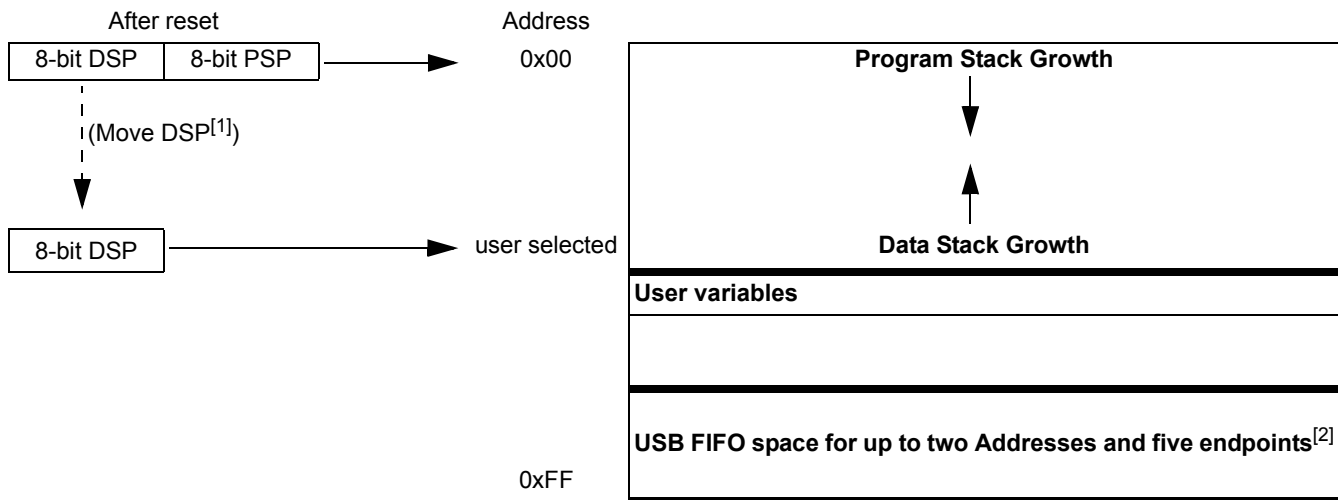 After reset
Address
8-bit DSP 8-bit PSP
0x00
Program Stack Growth
(Move DSP[1])
8-bit DSP
user selected
Data Stack Growth
User variables
USB FIFO space for up to two Addresses and five endpoints[2]
0xFF